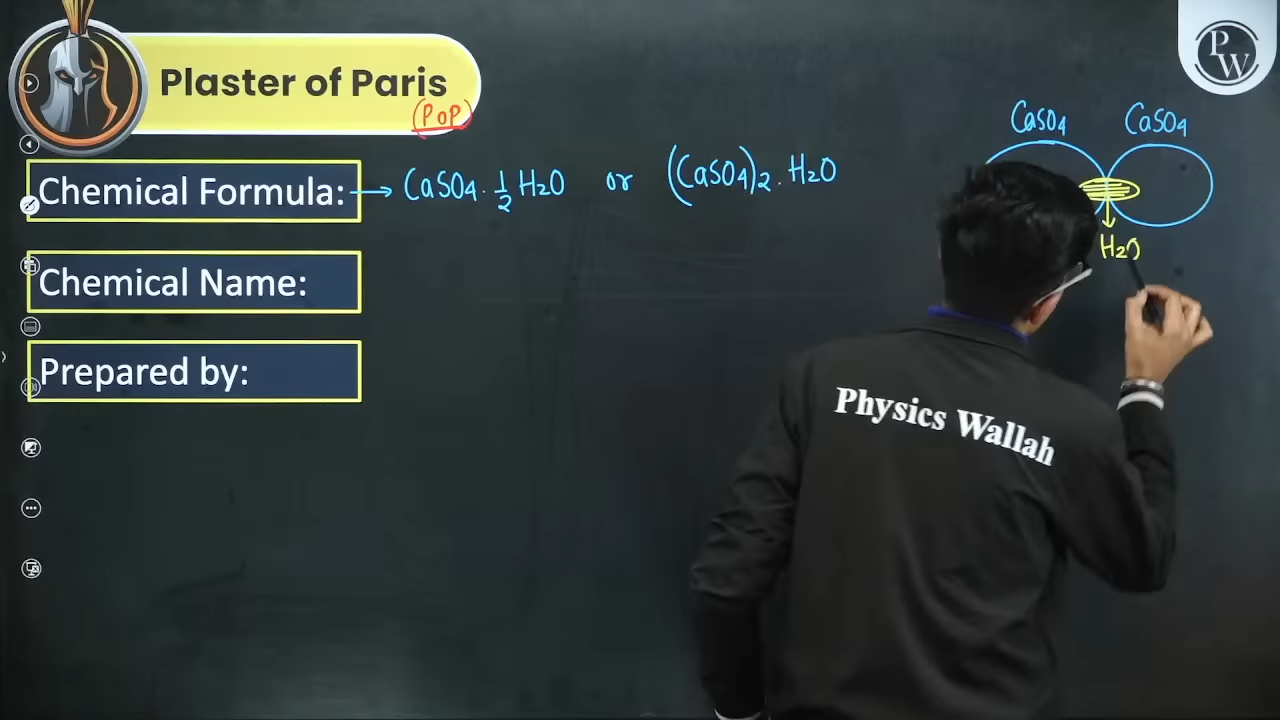 Plaster of Paris
(POP)
PW
CaSO4 CaSO4
Chemical Formula: → CaSO4 · 1/2 H2O or (CaSO4)2 · H2O
H2O
Chemical Name:
Prepared by:
Physics Wallah